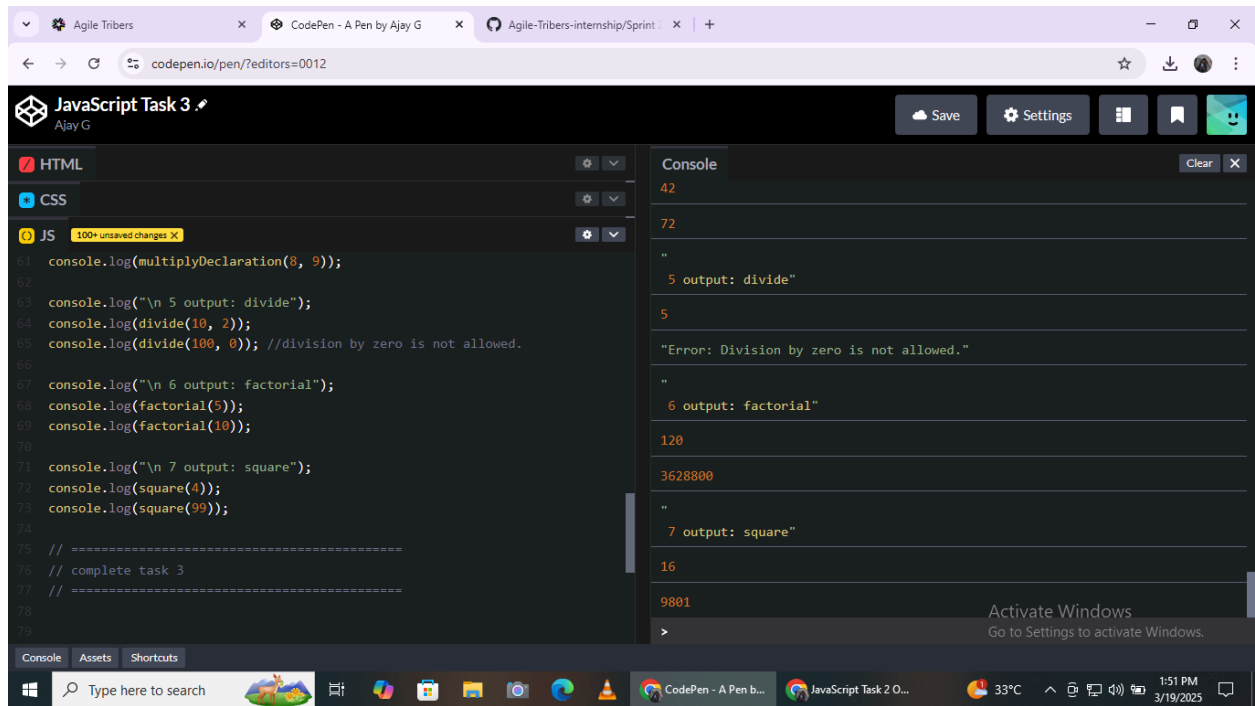 Agile Tribers
CodePen - A Pen by Ajay G
Agile-Tribers-internship/Sprint 2
codepen.io/pen/?editors=0012
JavaScript Task 3
Ajay G
Save
Settings
HTML
CSS
JS
100+ unsaved changes X
61 console.log(multiplyDeclaration(8, 9));
62
63 console.log("\n 5 output: divide");
64 console.log(divide(10, 2));
65 console.log(divide(100, 0)); //division by zero is not allowed.
66
67 console.log("\n 6 output: factorial");
68 console.log(factorial(5));
69 console.log(factorial(10));
70
71 console.log("\n 7 output: square");
72 console.log(square(4));
73 console.log(square(99));
74
75 // ============================================
76 // complete task 3
77 // ============================================
78
79
Console
Clear
42
72
"
5 output: divide"
5
"Error: Division by zero is not allowed."
"
6 output: factorial"
120
3628800
"
7 output: square"
16
9801
>
Activate Windows
Go to Settings to activate Windows.
Console Assets Shortcuts
Type here to search
CodePen - A Pen b...
JavaScript Task 2 O...
33°C
1:51 PM
3/19/2025